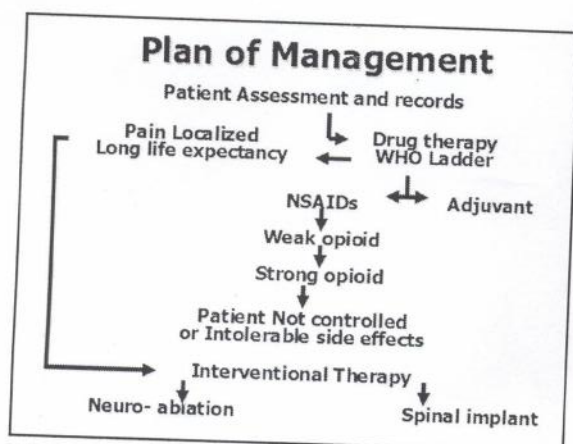 Plan of Management
Patient Assessment and records
Pain Localized
Long life expectancy
Drug therapy
WHO Ladder
NSAIDs
Adjuvant
Weak opioid
Strong opioid
Patient Not controlled
or Intolerable side effects
Interventional Therapy
Neuro- ablation
Spinal implant